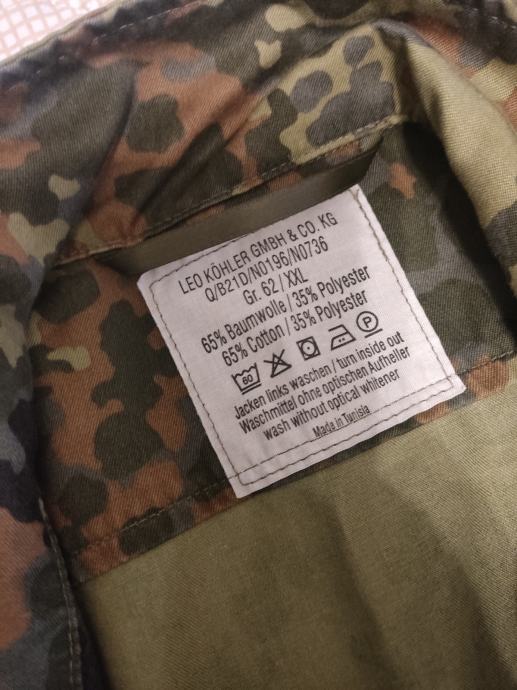 LEO KÖHLER GMBH & CO. KG
Q/B21D/N0196/N0736
Gr. 62 / XXL
65% Baumwolle / 35% Polyester
65% Cotton / 35% Polyester
60 P
Jacken links waschen / turn inside out
Waschmittel ohne optischen Aufheller
wash without optical whitener
Made in Tunisia